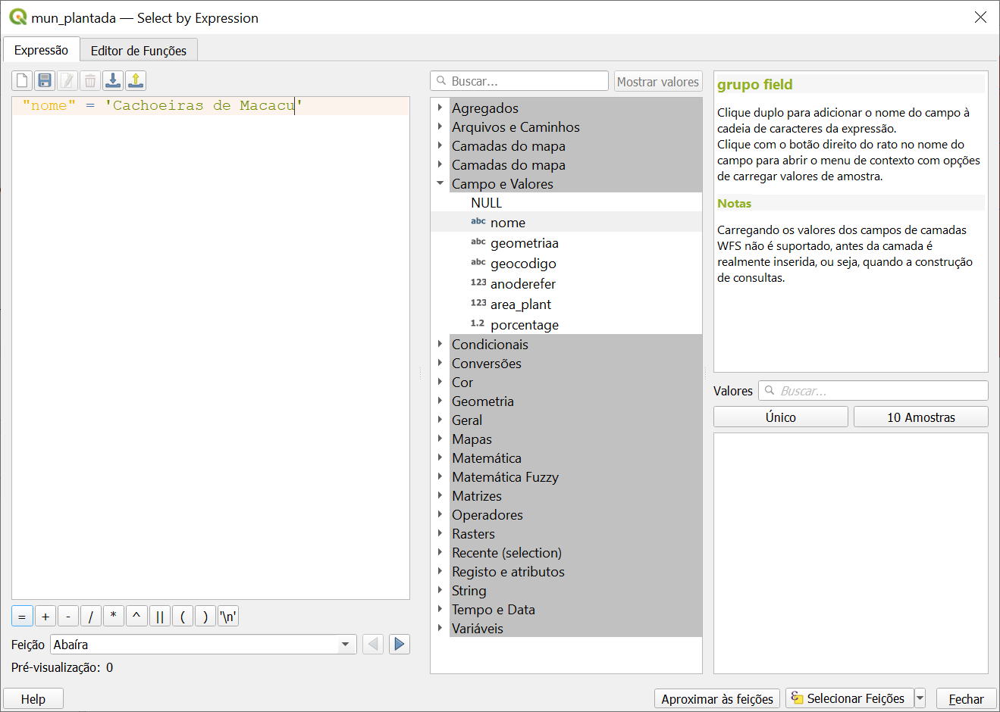 mun_plantada — Select by Expression
Expressão
Editor de Funções
"nome" = 'Cachoeiras de Macacu'
= + - / * ^ || ( ) '\n'
Feição Abaíra
Pré-visualização: 0
Buscar...
Mostrar valores
Agregados
Arquivos e Caminhos
Camadas do mapa
Camadas do mapa
Campo e Valores
NULL
abc nome
abc geometriaa
abc geocodigo
123 anoderefer
123 area_plant
1.2 porcentage
Condicionais
Conversões
Cor
Geometria
Geral
Mapas
Matemática
Matemática Fuzzy
Matrizes
Operadores
Rasters
Recente (selection)
Registo e atributos
String
Tempo e Data
Variáveis
grupo field
Clique duplo para adicionar o nome do campo à
cadeia de caracteres da expressão.
Clique com o botão direito do rato no nome do
campo para abrir o menu de contexto com opções
de carregar valores de amostra.
Notas
Carregando os valores dos campos de camadas
WFS não é suportado, antes da camada é
realmente inserida, ou seja, quando a construção
de consultas.
Valores Buscar...
Único
10 Amostras
Help
Aproximar às feições
Selecionar Feições
Fechar